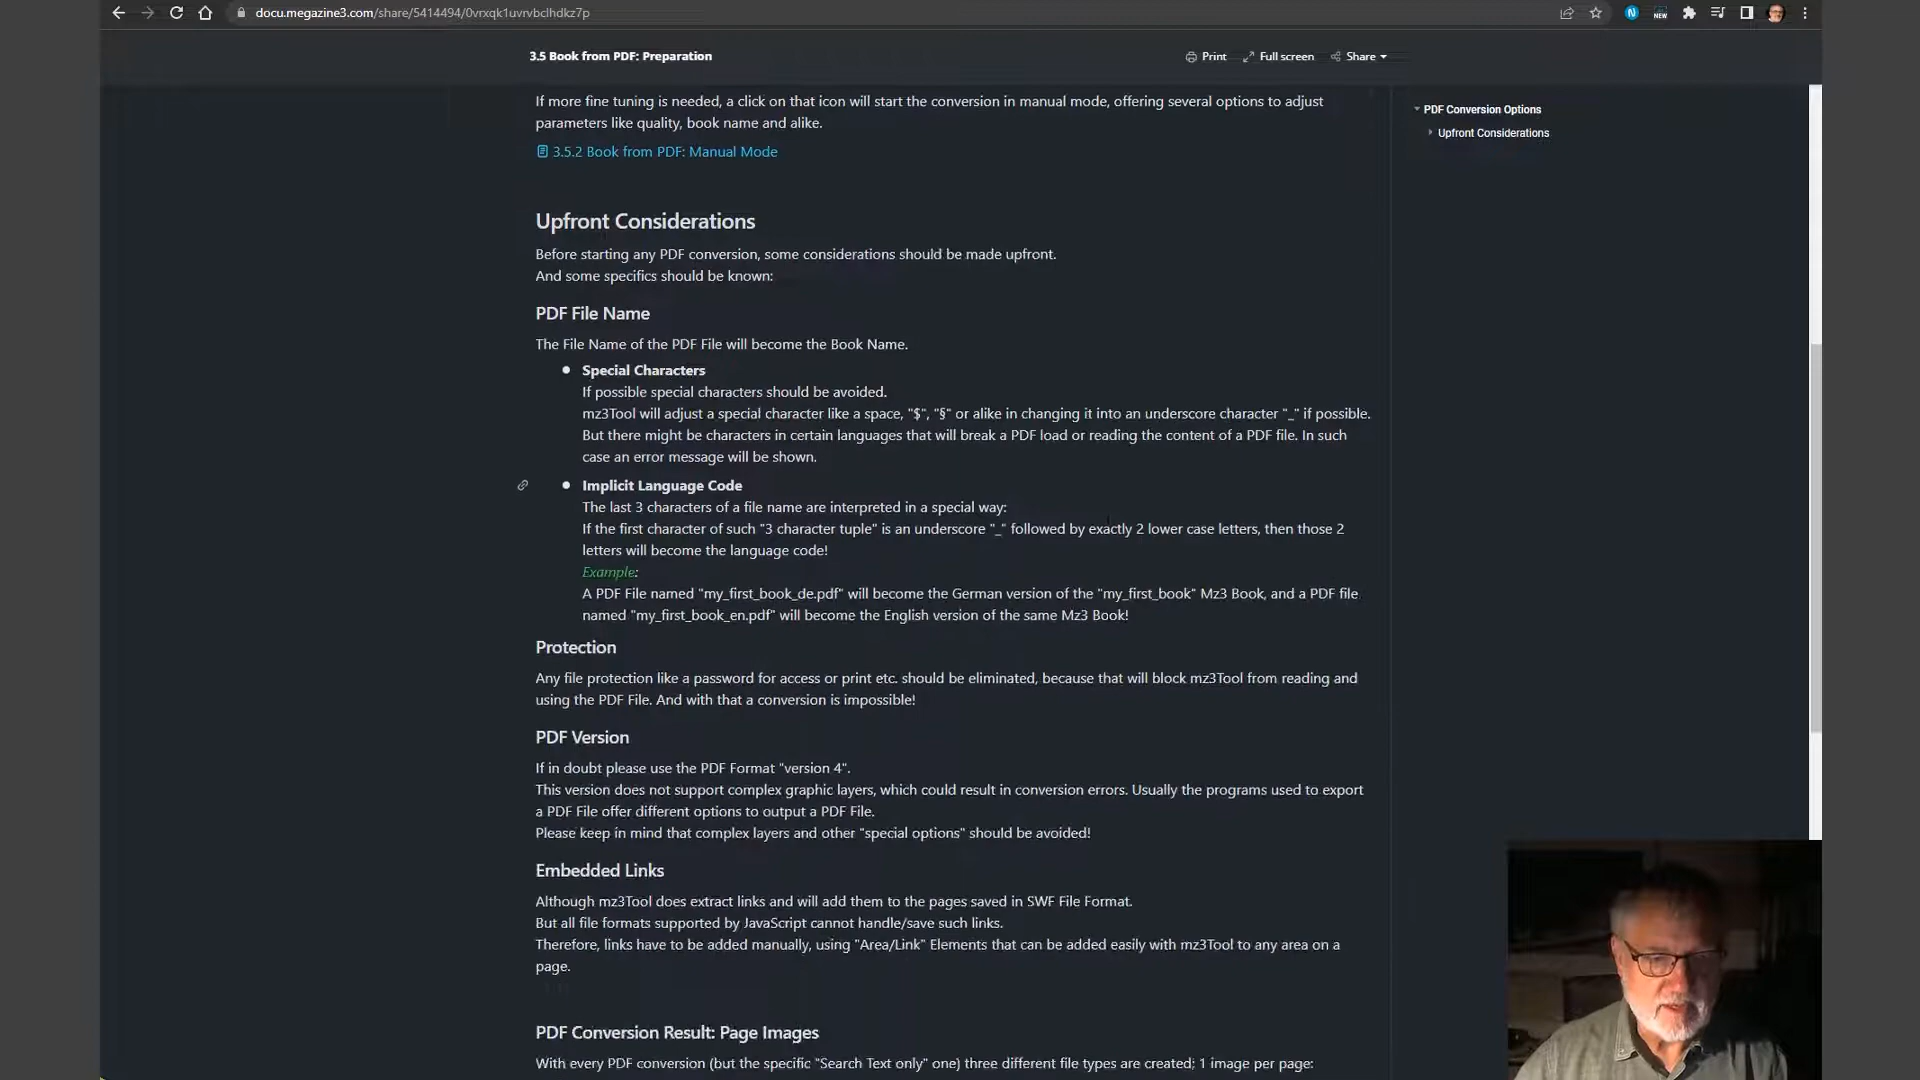 docu.megazine3.com/share/5414494/0vrxqk1uvrvbclhdkz7p
N
NEW
3.5 Book from PDF: Preparation
Print
Full screen
Share
If more fine tuning is needed, a click on that icon will start the conversion in manual mode, offering several options to adjust
parameters like quality, book name and alike.
3.5.2 Book from PDF: Manual Mode
PDF Conversion Options
Upfront Considerations
Upfront Considerations
Before starting any PDF conversion, some considerations should be made upfront.
And some specifics should be known:
PDF File Name
The File Name of the PDF File will become the Book Name.
Special Characters
If possible special characters should be avoided.
mz3Tool will adjust a special character like a space, "$", "§" or alike in changing it into an underscore character "_" if possible.
But there might be characters in certain languages that will break a PDF load or reading the content of a PDF file. In such
case an error message will be shown.
Implicit Language Code
The last 3 characters of a file name are interpreted in a special way:
If the first character of such "3 character tuple" is an underscore "_" followed by exactly 2 lower case letters, then those 2
letters will become the language code!
Example:
A PDF File named "my_first_book_de.pdf" will become the German version of the "my_first_book" Mz3 Book, and a PDF file
named "my_first_book_en.pdf" will become the English version of the same Mz3 Book!
Protection
Any file protection like a password for access or print etc. should be eliminated, because that will block mz3Tool from reading and
using the PDF File. And with that a conversion is impossible!
PDF Version
If in doubt please use the PDF Format "version 4".
This version does not support complex graphic layers, which could result in conversion errors. Usually the programs used to export
a PDF File offer different options to output a PDF File.
Please keep in mind that complex layers and other "special options" should be avoided!
Embedded Links
Although mz3Tool does extract links and will add them to the pages saved in SWF File Format.
But all file formats supported by JavaScript cannot handle/save such links.
Therefore, links have to be added manually, using "Area/Link" Elements that can be added easily with mz3Tool to any area on a
page.
PDF Conversion Result: Page Images
With every PDF conversion (but the specific "Search Text only" one) three different file types are created; 1 image per page: